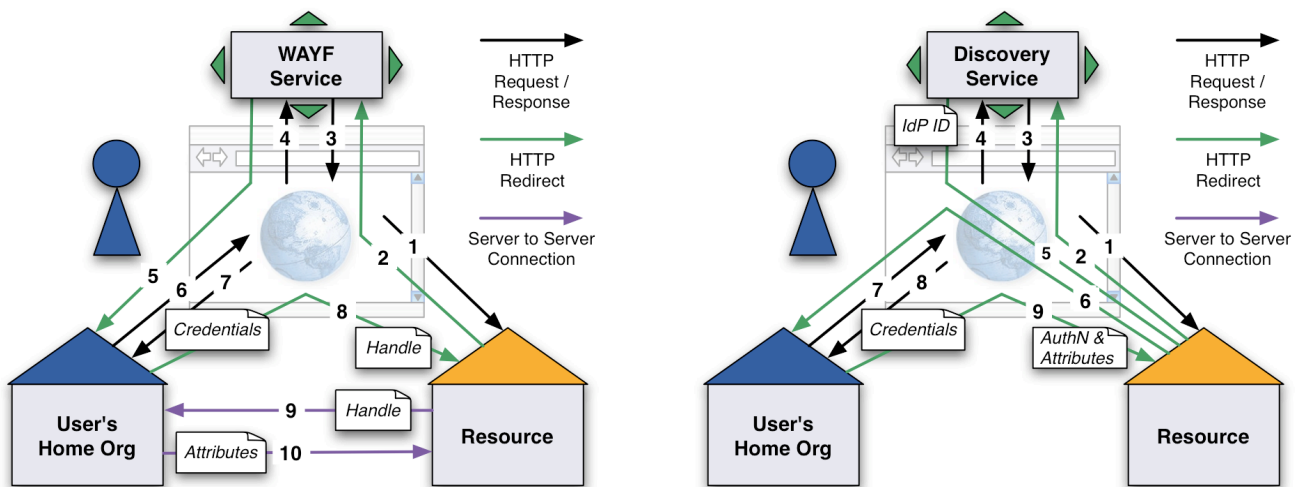 WAYF
Service
HTTP
Request /
Response
HTTP
Redirect
Server to Server
Connection
4
3
1
2
5
6
7
8
Credentials
Handle
9
Handle
Attributes
10
User's
Home Org
Resource
Discovery
Service
HTTP
Request /
Response
HTTP
Redirect
Server to Server
Connection
IdP ID
4
3
1
5
2
7
8
6
9
Credentials
AuthN &
Attributes
User's
Home Org
Resource